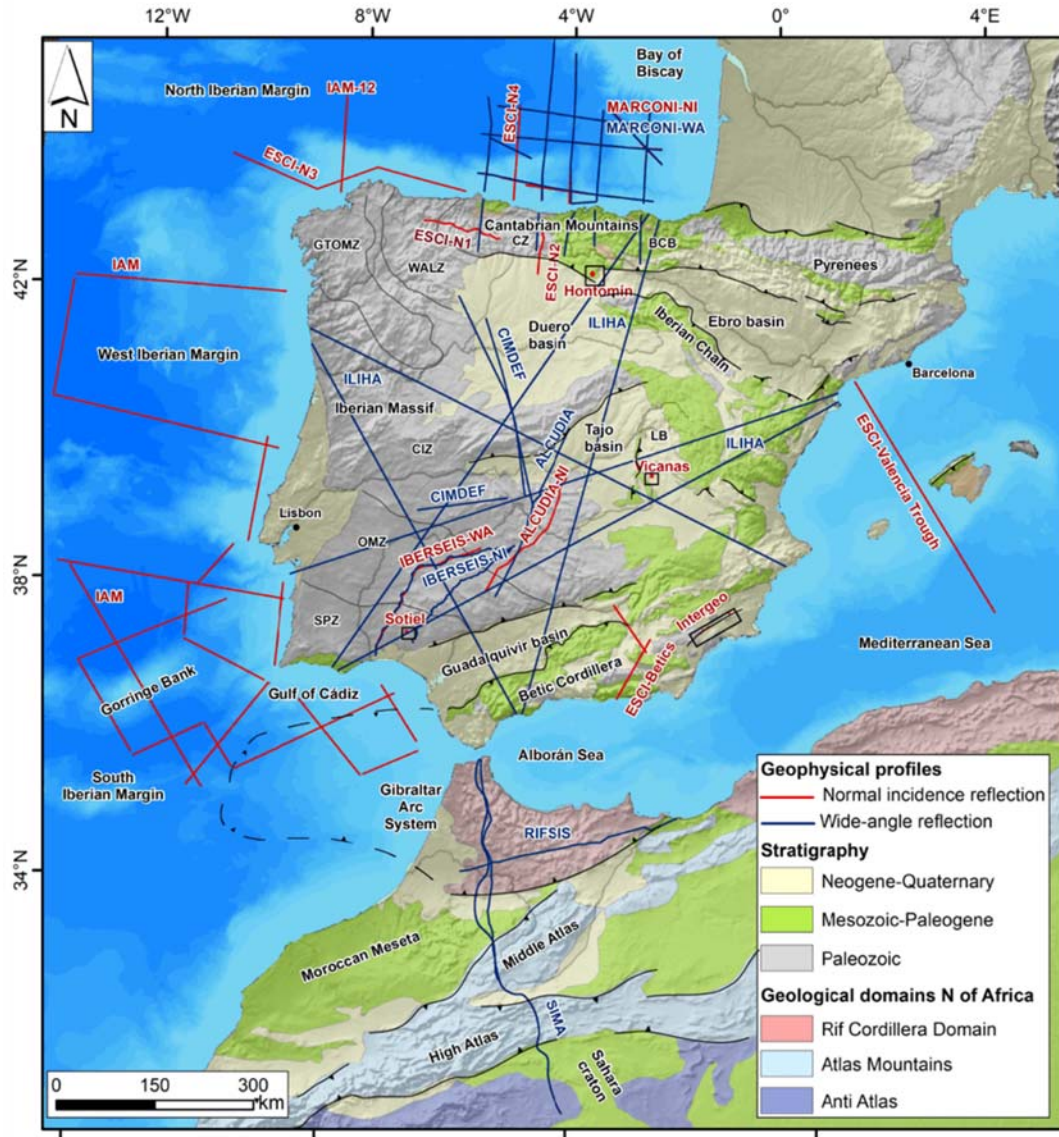 12°W
8°W
4°W
0°
4°E
N
North Iberian Margin
IAM-12
ESCI-N3
ESCI-N4
Bay of
Biscay
MARCONI-NI
MARCONI-WA
Cantabrian Mountains
ESCI-N1
CZ
ESCI-N2
BCB
GTOMZ
WALZ
Pyrenees
42°N
IAM
Hontomín
Duero
basin
ILIHA
Ebro basin
Iberian Chain
West Iberian Margin
CIMDEF
Barcelona
ILIHA
Iberian Massif
ALCUDIA
Tajo
basin
LB
ILIHA
CIZ
Vicanas
ESCI-Valencia Trough
CIMDEF
ALCUDIA-NI
Lisbon
OMZ
IBERSEIS-WA
IBERSEIS-NI
38°N
IAM
SPZ
Sotiel
Intergeo
Guadalquivir basin
Mediterranean Sea
Betic Cordillera
ESCI-Betics
Gorringe Bank
Gulf of Cádiz
Alborán Sea
South
Iberian Margin
Gibraltar
Arc
System
RIFSIS
34°N
Moroccan Meseta
Middle Atlas
SIMA
High Atlas
Sahara
craton
0
150
300
km
Geophysical profiles
Normal incidence reflection
Wide-angle reflection
Stratigraphy
Neogene-Quaternary
Mesozoic-Paleogene
Paleozoic
Geological domains N of Africa
Rif Cordillera Domain
Atlas Mountains
Anti Atlas